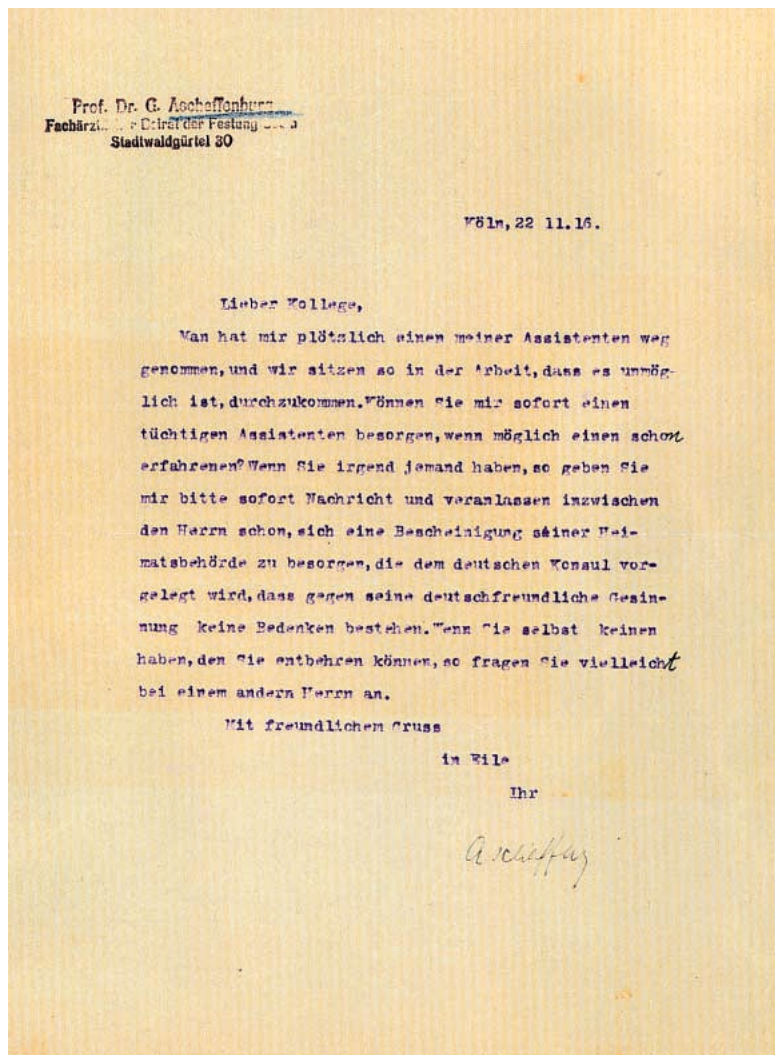 Prof. Dr. G. Aschaffenburg
Beirat der Festung
Stadtwaldgürtel 30
Köln, 22 11.16.
Lieber Kollege,
Man hat mir plötzlich einen meiner Assistenten weg
genommen, und wir sitzen so in der Arbeit, dass es unmög-
lich ist, durchzukommen. Können Sie mir sofort einen
tüchtigen Assistenten besorgen, wenn möglich einen schon
erfahrenen? Wenn Sie irgend jemand haben, so geben Sie
mir bitte sofort Nachricht und veranlassen inzwischen
den Herrn schon, sich eine Bescheinigung seiner Hei-
matsbehörde zu besorgen, die dem deutschen Konsul vor-
gelegt wird, dass gegen seine deutschfreundliche Gesin-
nung keine Bedenken bestehen. Wenn Sie selbst keinen
haben, den Sie entbehren können, so fragen Sie vielleicht
bei einem andern Herrn an.
Mit freundlichem Gruss
in Eile
Ihr
Aschaffbg